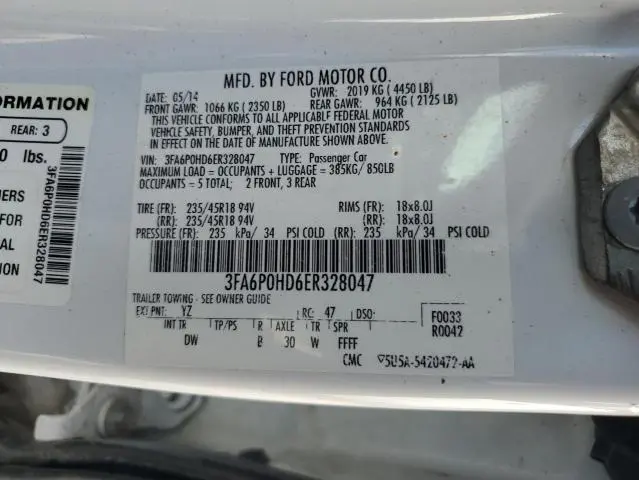 ORMATION
REAR: 3
0 lbs.
NERS
FOR
AL
3FA6P0HD6ER328047
MFD. BY FORD MOTOR CO.
DATE: 05/14 GVWR: 2019 KG ( 4450 LB)
FRONT GAWR: 1066 KG ( 2350 LB) REAR GAWR: 964 KG ( 2125 LB)
THIS VEHICLE CONFORMS TO ALL APPLICABLE FEDERAL MOTOR
VEHICLE SAFETY, BUMPER, AND THEFT PREVENTION STANDARDS
IN EFFECT ON THE DATE OF MANUFACTURE SHOWN ABOVE.
VIN: 3FA6P0HD6ER328047 TYPE: Passenger Car
MAXIMUM LOAD = OCCUPANTS + LUGGAGE = 385KG/ 850LB
OCCUPANTS = 5 TOTAL; 2 FRONT, 3 REAR
TIRE (FR): 235/45R18 94V RIMS (FR): 18x8.0J
(RR): 235/45R18 94V (RR): 18x8.0J
PRESSURE (FR): 235 kPa/ 34 PSI COLD (RR): 235 kPa/ 34 PSI COLD
3FA6P0HD6ER328047
TRAILER TOWING - SEE OWNER GUIDE
EXT PNT: YZ RC: 47 DSO: F0033
R0042
INT TR TP/PS R AXLE TR SPR
DW B 30 W FFFF
CMC 5U5A-5420472-AA